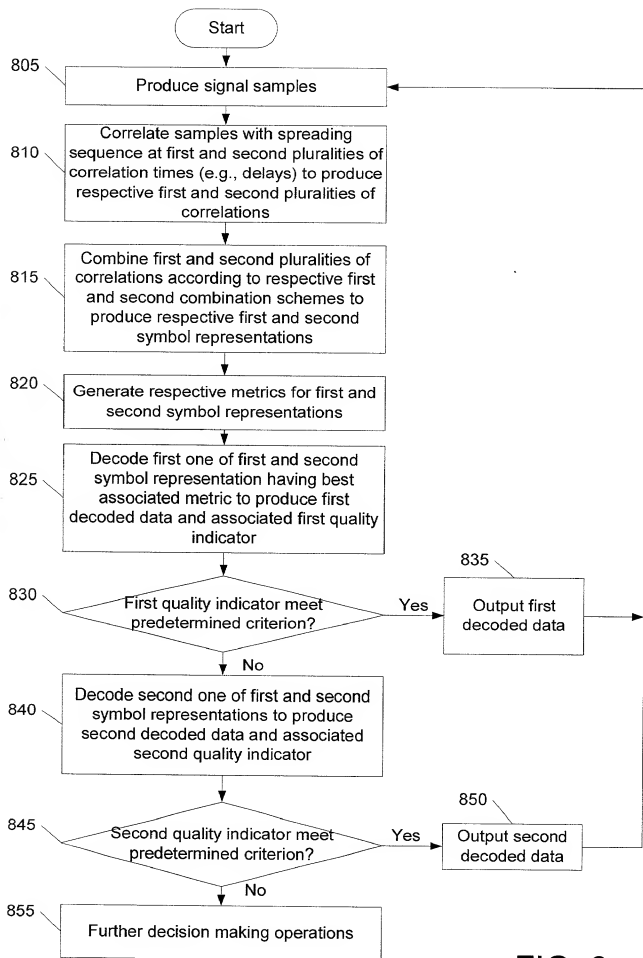 Start
805
Produce signal samples
810
Correlate samples with spreading
sequence at first and second pluralities of
correlation times (e.g., delays) to produce
respective first and second pluralities of
correlations
815
Combine first and second pluralities of
correlations according to respective first
and second combination schemes to
produce respective first and second
symbol representations
820
Generate respective metrics for first and
second symbol representations
825
Decode first one of first and second
symbol representation having best
associated metric to produce first
decoded data and associated first quality
indicator
830
First quality indicator meet
predetermined criterion?
Yes
835
Output first
decoded data
No
840
Decode second one of first and second
symbol representations to produce
second decoded data and associated
second quality indicator
845
Second quality indicator meet
predetermined criterion?
Yes
850
Output second
decoded data
No
855
Further decision making operations